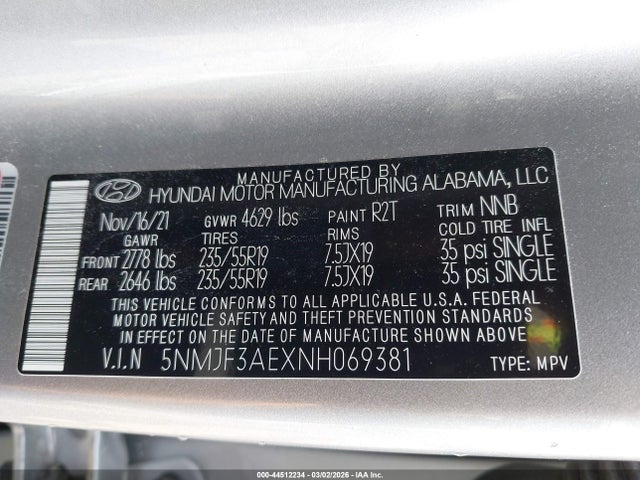 MANUFACTURED BY
HYUNDAI MOTOR MANUFACTURING ALABAMA, LLC
Nov/16/21 GVWR 4629 lbs PAINT R2T TRIM NNB
GAWR TIRES RIMS COLD TIRE INFL
FRONT 2778 lbs 235/55R19 7.5JX19 35 psi SINGLE
REAR 2646 lbs 235/55R19 7.5JX19 35 psi SINGLE
THIS VEHICLE CONFORMS TO ALL APPLICABLE U.S.A. FEDERAL
MOTOR VEHICLE SAFETY AND THEFT PREVENTION STANDARDS
IN EFFECT ON THE DATE OF MANUFACTURE SHOWN ABOVE.
V.I.N 5NMJF3AEXNH069381 TYPE: MPV
000-44512234 - 03/02/2026 - IAAI.COM